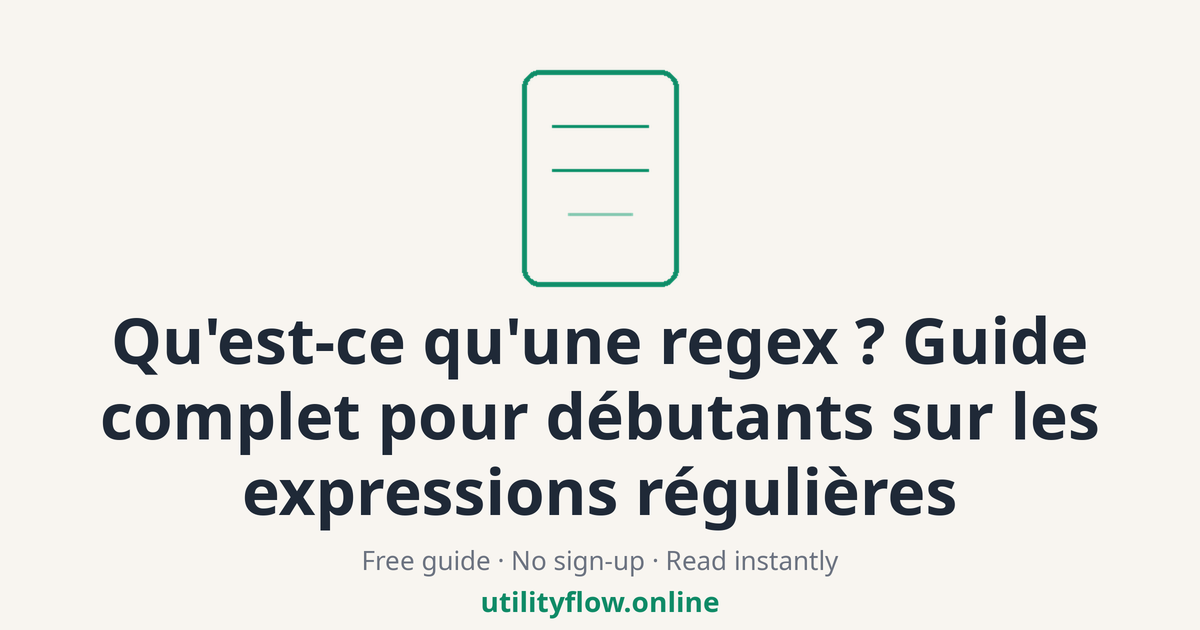 Qu'est-ce qu'une regex ? Guide
complet pour débutants sur les
expressions régulières
Free guide · No sign-up · Read instantly
utilityflow.online